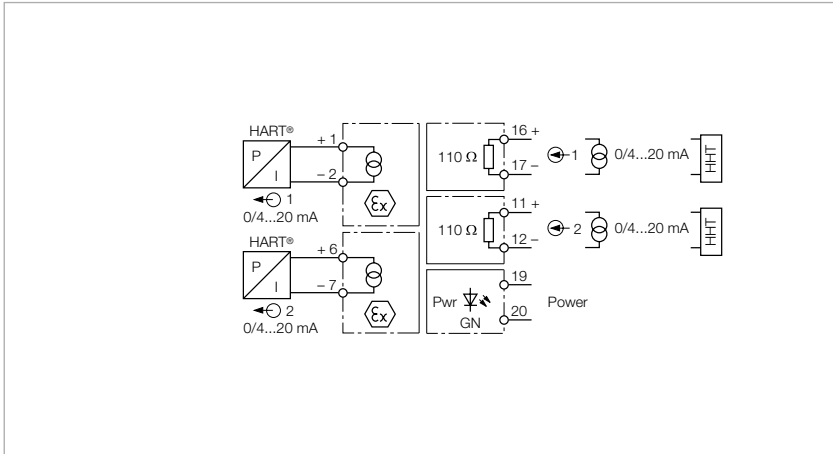 HART®
P
I
+ 1
– 2
1
0/4...20 mA
Ex
HART®
P
I
+ 6
– 7
2
0/4...20 mA
Ex
110 Ω
16 +
17 –
1
0/4...20 mA
HHT
110 Ω
11 +
12 –
2
0/4...20 mA
HHT
Pwr
GN
19
20
Power